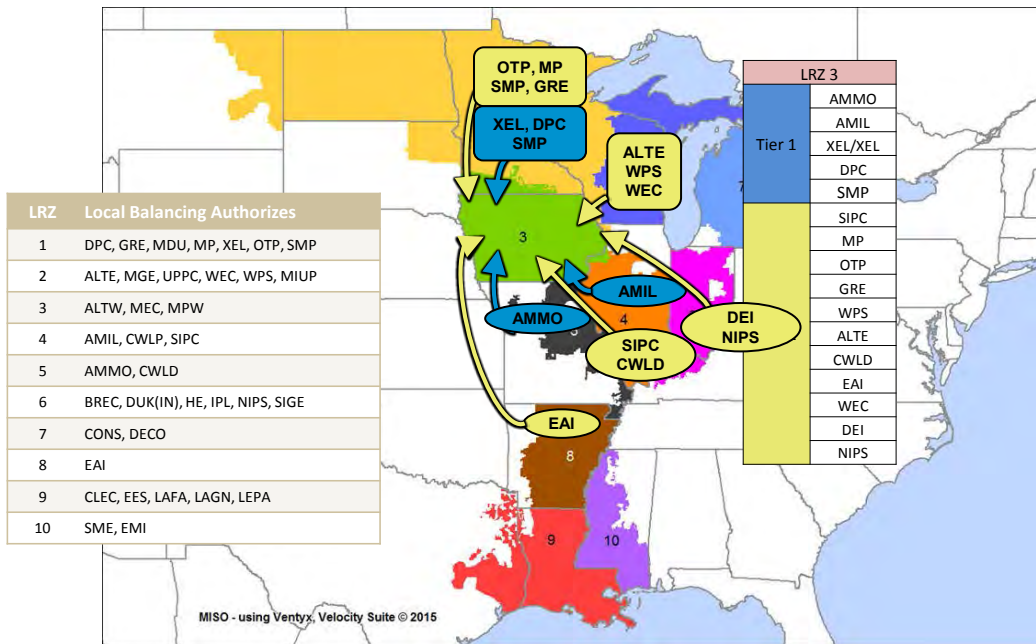 OTP, MP
SMP, GRE
XEL, DPC
SMP
ALTE
WPS
WEC
LRZ 3
Tier 1
AMMO
AMIL
XEL/XEL
DPC
SMP
SIPC
MP
OTP
GRE
WPS
ALTE
CWLD
EAI
WEC
DEI
NIPS
LRZ Local Balancing Authorizes
1 DPC, GRE, MDU, MP, XEL, OTP, SMP
2 ALTE, MGE, UPPC, WEC, WPS, MIUP
3 ALTW, MEC, MPW
4 AMIL, CWLP, SIPC
5 AMMO, CWLD
6 BREC, DUK(IN), HE, IPL, NIPS, SIGE
7 CONS, DECO
8 EAI
9 CLEC, EES, LAFA, LAGN, LEPA
10 SME, EMI
7
3
AMIL
AMMO
4
5
SIPC
CWLD
DEI
NIPS
EAI
8
9
10
MISO - using Ventyx, Velocity Suite © 2015